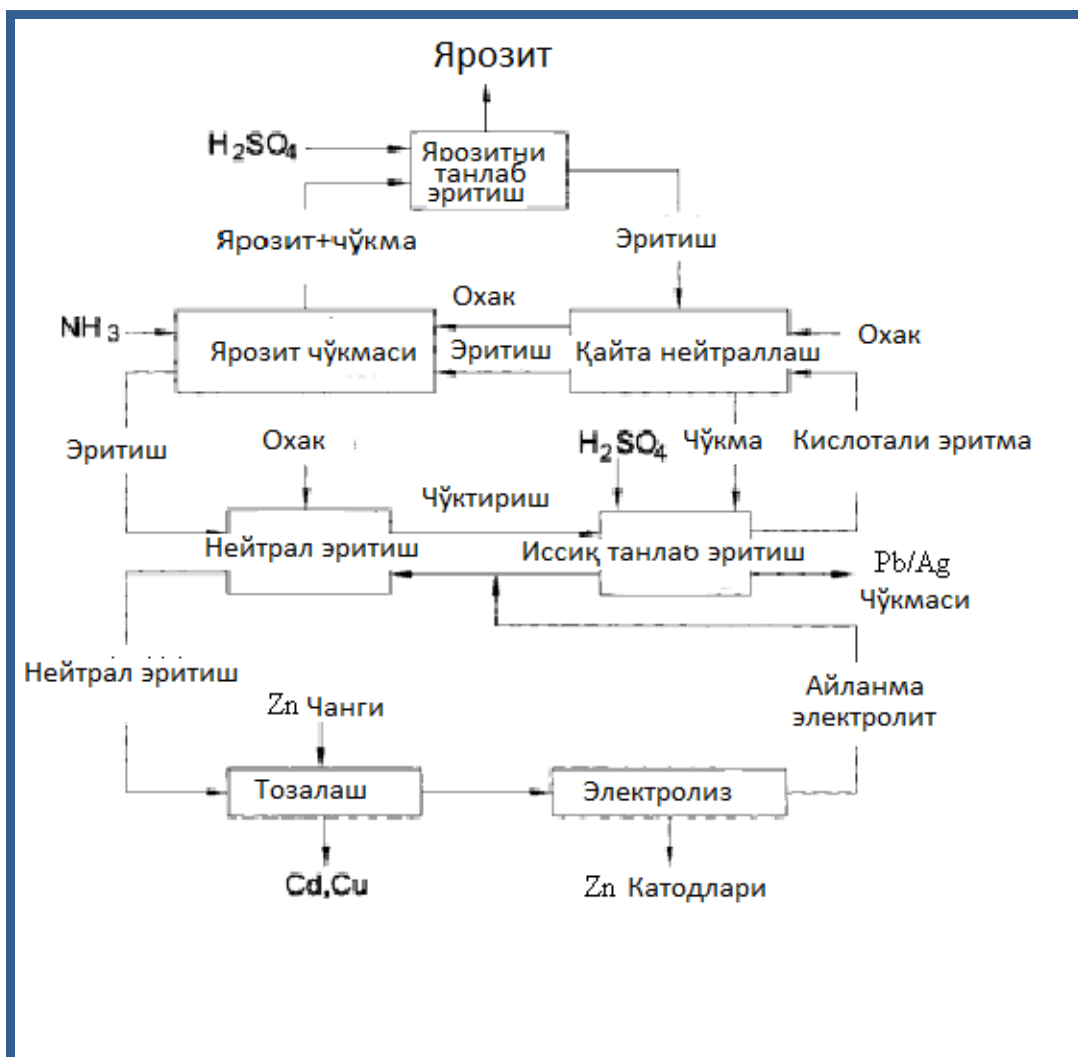 Ярозит
H2SO4
Ярозитни
танлаб
эритиш
Ярозит+чўкма
Эритиш
Охак
NH3
Ярозит чўкмаси
Эритиш
Қайта нейтраллаш
Охак
Эритиш
Охак
H2SO4
Чўкма
Кислотали эритма
Чўктириш
Нейтрал эритиш
Иссиқ танлаб эритиш
Pb/Ag
Чўкмаси
Нейтрал эритиш
Zn Чанги
Айланма
электролит
Тозалаш
Электролиз
Cd,Cu
Zn Катодлари